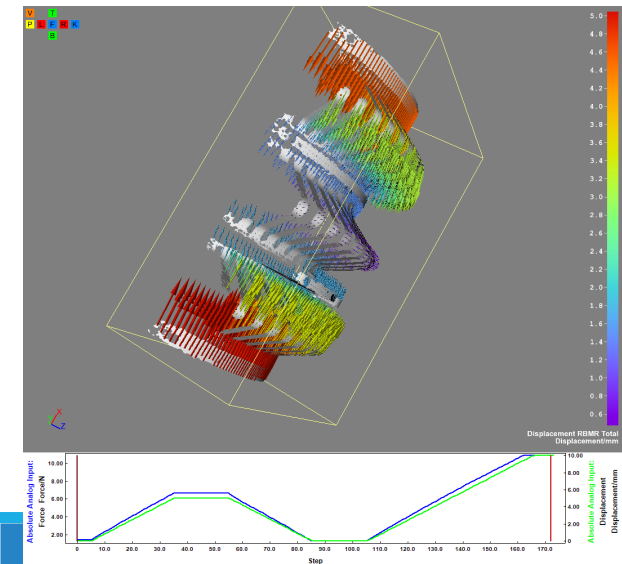 V T
P L F R K
B
5.0
4.8
4.6
4.4
4.2
4.0
3.8
3.6
3.4
3.2
3.0
2.8
2.6
2.4
2.2
2.0
1.8
1.6
1.4
1.2
1.0
0.8
0.6
X
Z
Displacement RBMR Total
Displacement/mm
Absolute Analog Input:
Force Force/N
10.00
8.00
6.00
4.00
2.00
10.00
8.00
6.00
4.00
2.00
0
Absolute Analog Input:
Displacement
Displacement/mm
0 10.0 20.0 30.0 40.0 50.0 60.0 70.0 80.0 90.0 100.0 110.0 120.0 130.0 140.0 150.0 160.0 170.0
Step